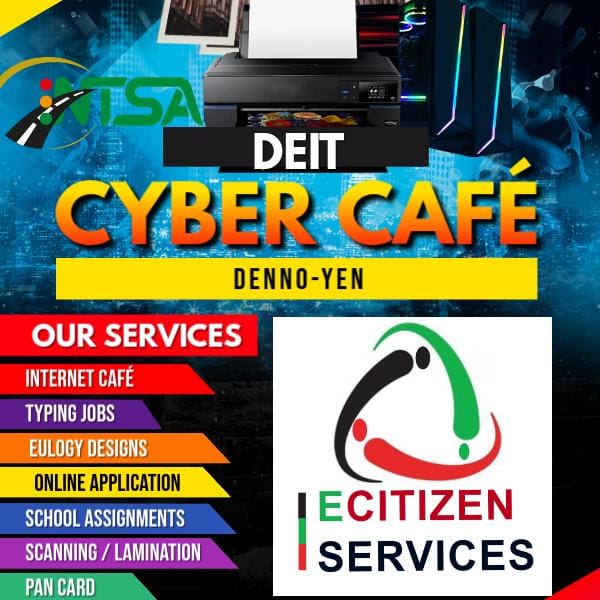 NTSA
DEIT
CYBER CAFÉ
DENNO-YEN
OUR SERVICES
INTERNET CAFÉ
TYPING JOBS
EULOGY DESIGNS
ONLINE APPLICATION
SCHOOL ASSIGNMENTS
SCANNING / LAMINATION
PAN CARD
ECITIZEN
SERVICES